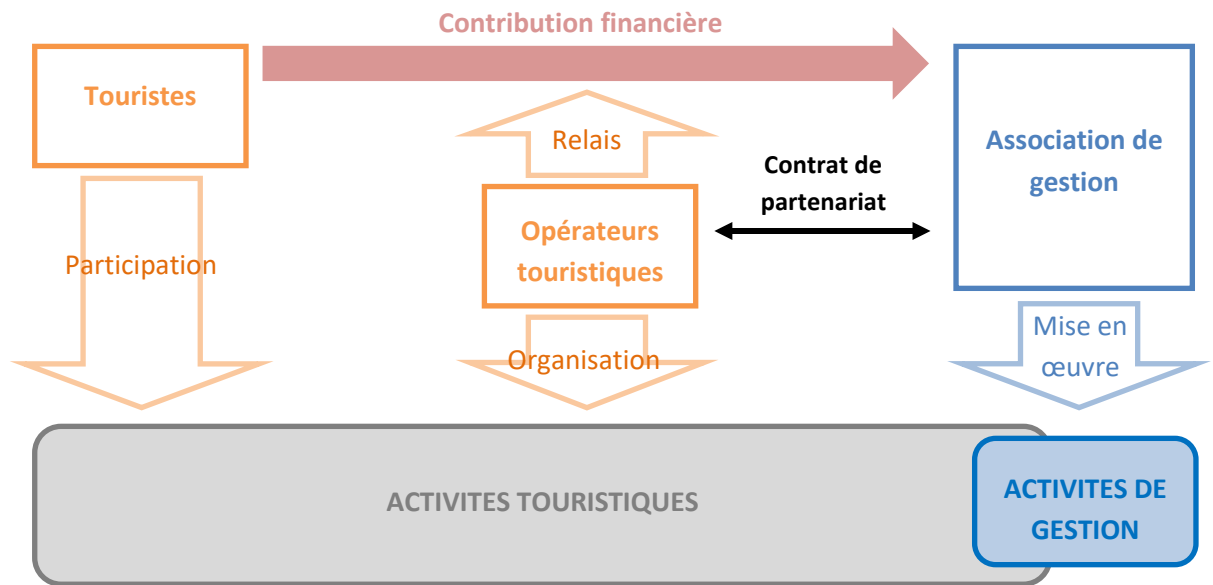 Contribution financière
Touristes
Relais
Contrat de
partenariat
Association de
gestion
Opérateurs
touristiques
Participation
Organisation
Mise en
œuvre
ACTIVITES TOURISTIQUES
ACTIVITES DE
GESTION